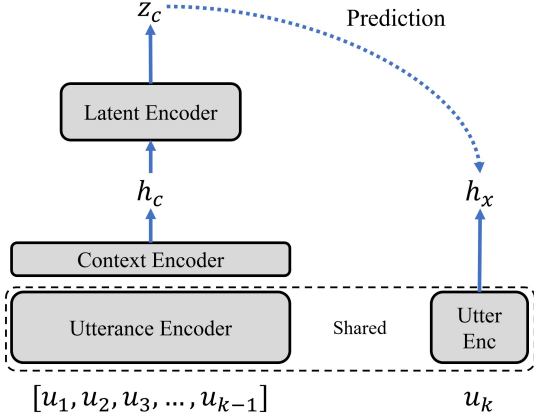 z_c
Prediction
Latent Encoder
h_c
h_x
Context Encoder
Utterance Encoder
Shared
Utter
Enc
[u_1, u_2, u_3, ..., u_{k-1}]
u_k